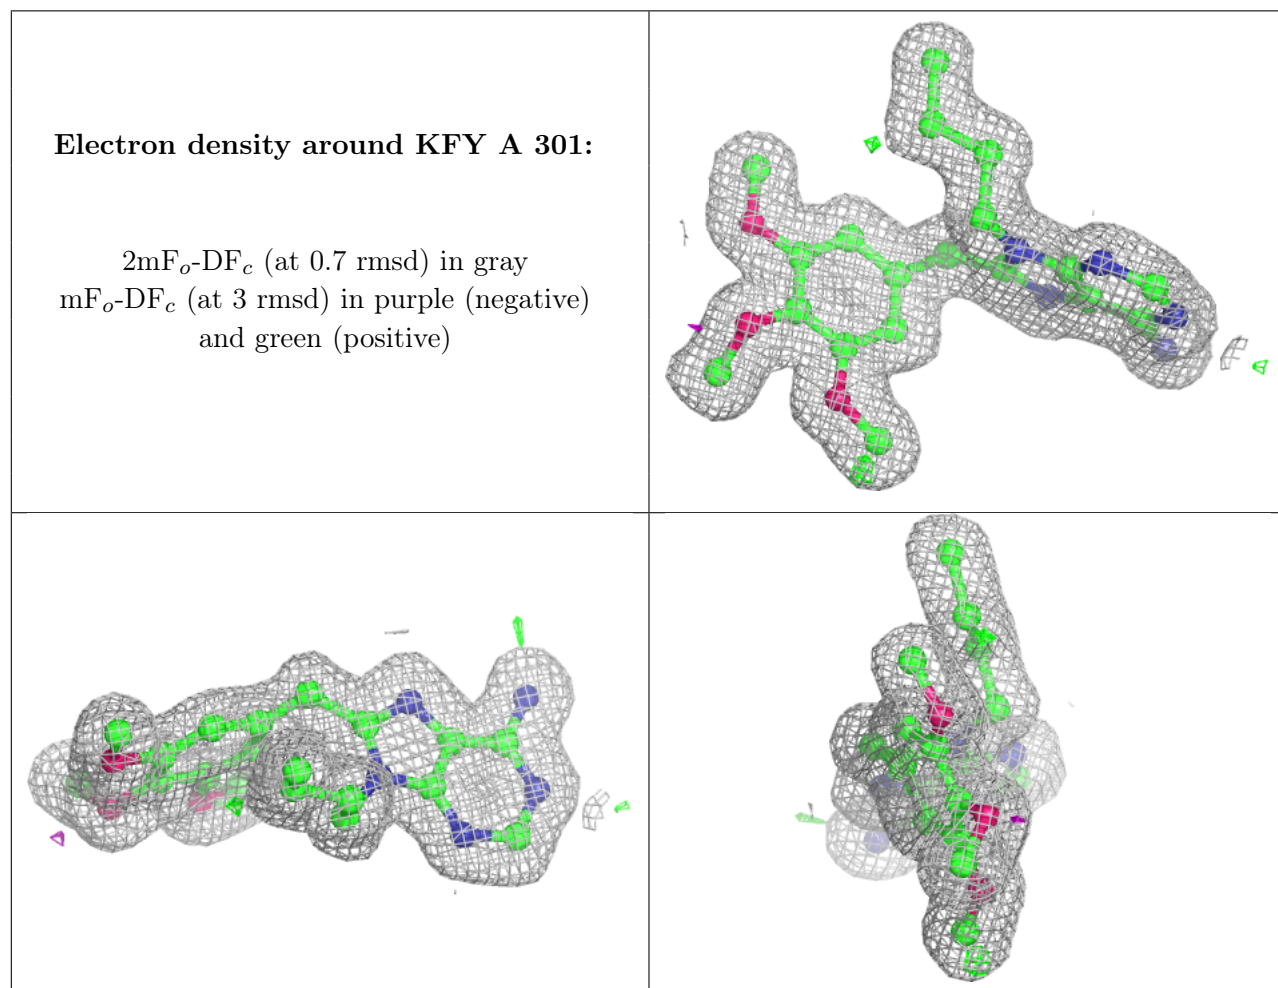 Electron density around KFY A 301:
2mFo-DFc (at 0.7 rmsd) in gray
mFo-DFc (at 3 rmsd) in purple (negative)
and green (positive)